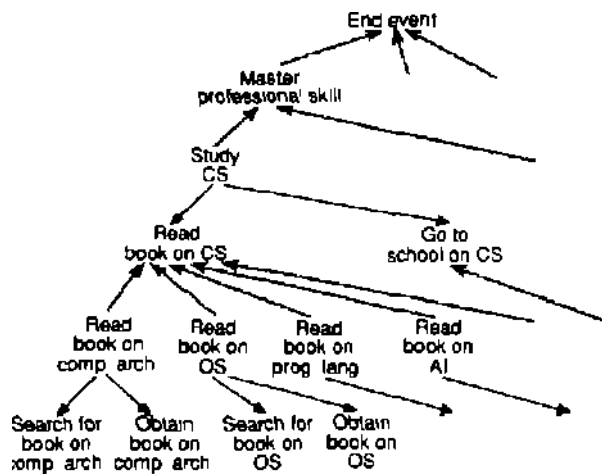 End event
Master
professional skill
Study
CS
Read
book on CS
Go to
school on CS
Read
book on
comp arch
Read
book on
OS
Read
book on
prog lang
Read
book on
AI
Search for
book on
comp arch
Obtain
book on
comp arch
Search for
book on
OS
Obtain
book on
OS